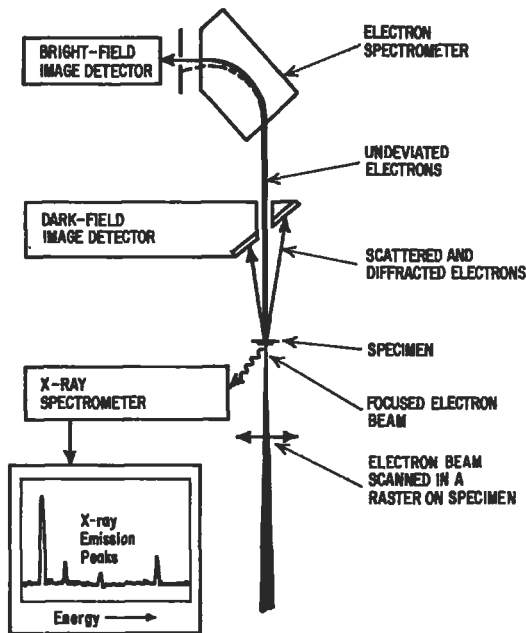 BRIGHT-FIELD
IMAGE DETECTOR
ELECTRON
SPECTROMETER
UNDEVIATED
ELECTRONS
DARK-FIELD
IMAGE DETECTOR
SCATTERED AND
DIFFRACTED ELECTRONS
SPECIMEN
X-RAY
SPECTROMETER
FOCUSED ELECTRON
BEAM
ELECTRON BEAM
SCANNED IN A
RASTER ON SPECIMEN
X-ray
Emission
Peaks
Energy